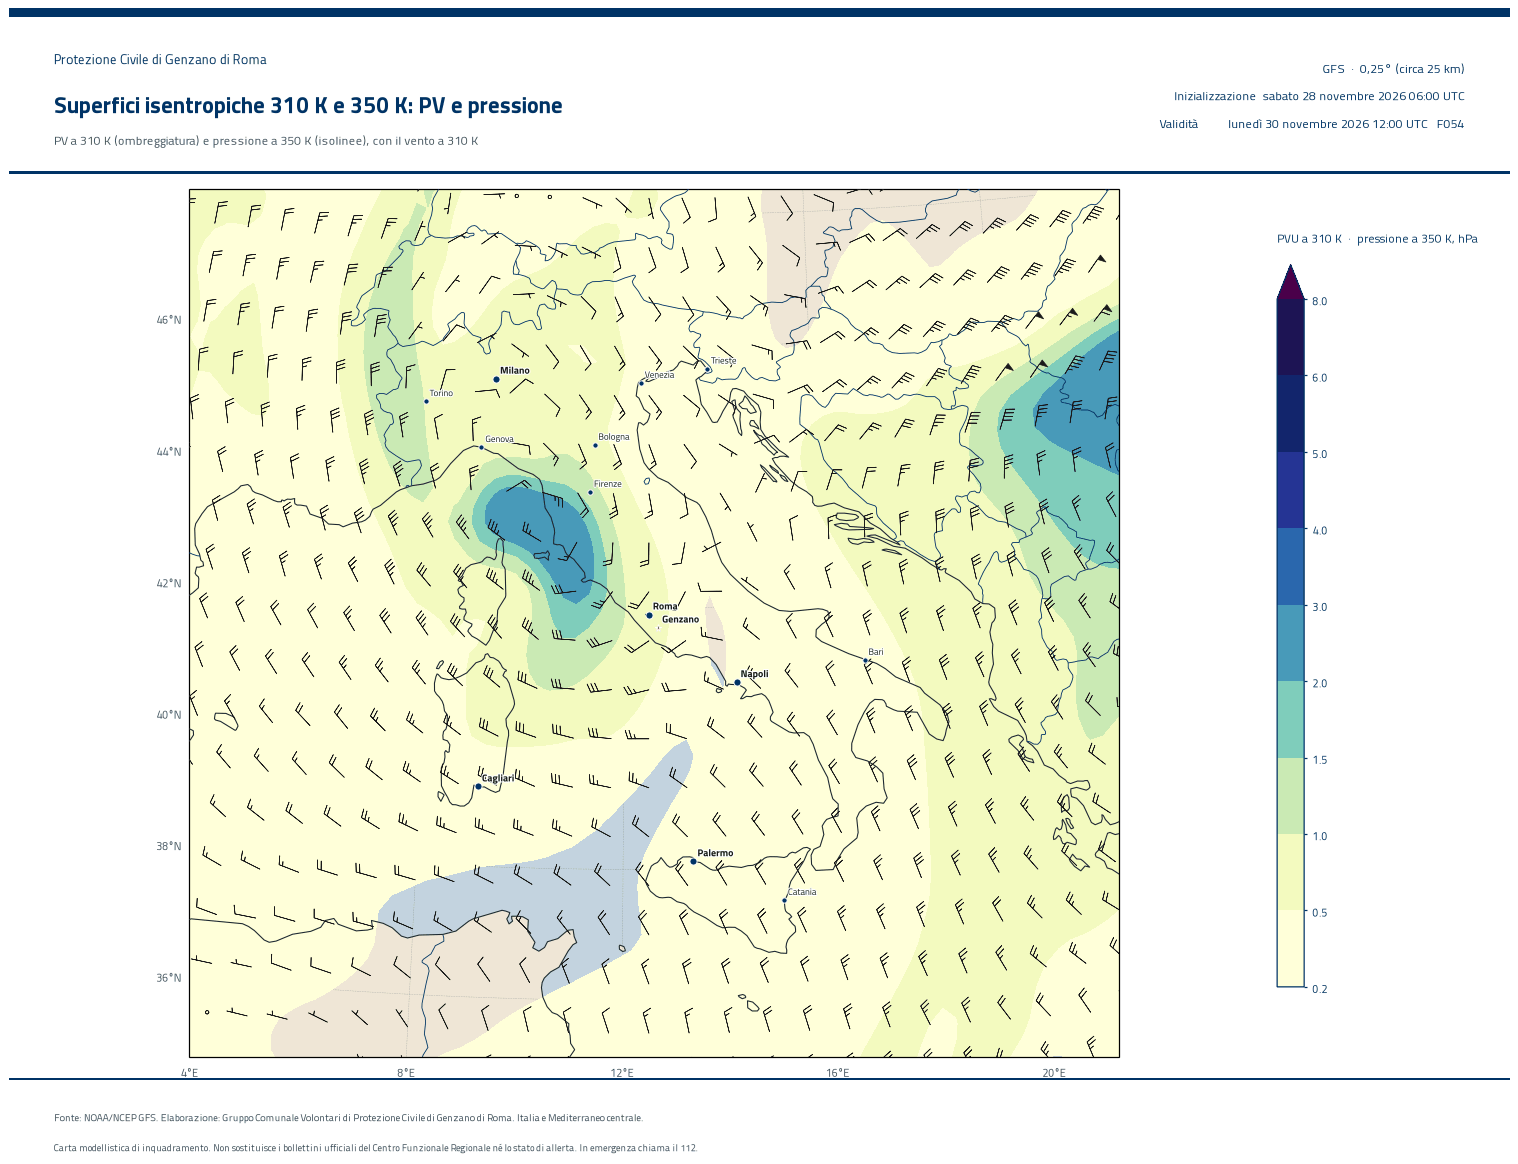 Protezione Civile di Genzano di Roma
Superfici isentropiche 310 K e 350 K: PV e pressione
PV a 310 K (ombreggiatura) e pressione a 350 K (isolinee), con il vento a 310 K
GFS · 0,25° (circa 25 km)
Inizializzazione sabato 28 novembre 2026 06:00 UTC
Validità lunedì 30 novembre 2026 12:00 UTC F054
PVU a 310 K · pressione a 350 K, hPa
8.0
6.0
5.0
4.0
3.0
2.0
1.5
1.0
0.5
0.2
46°N
44°N
42°N
40°N
38°N
36°N
4°E
8°E
12°E
16°E
20°E
Milano
Torino
Venezia
Trieste
Genova
Bologna
Firenze
Roma
Genzano
Napoli
Bari
Cagliari
Palermo
Catania
Fonte: NOAA/NCEP GFS. Elaborazione: Gruppo Comunale Volontari di Protezione Civile di Genzano di Roma. Italia e Mediterraneo centrale.
Carta modellistica di inquadramento. Non sostituisce i bollettini ufficiali del Centro Funzionale Regionale né lo stato di allerta. In emergenza chiama il 112.